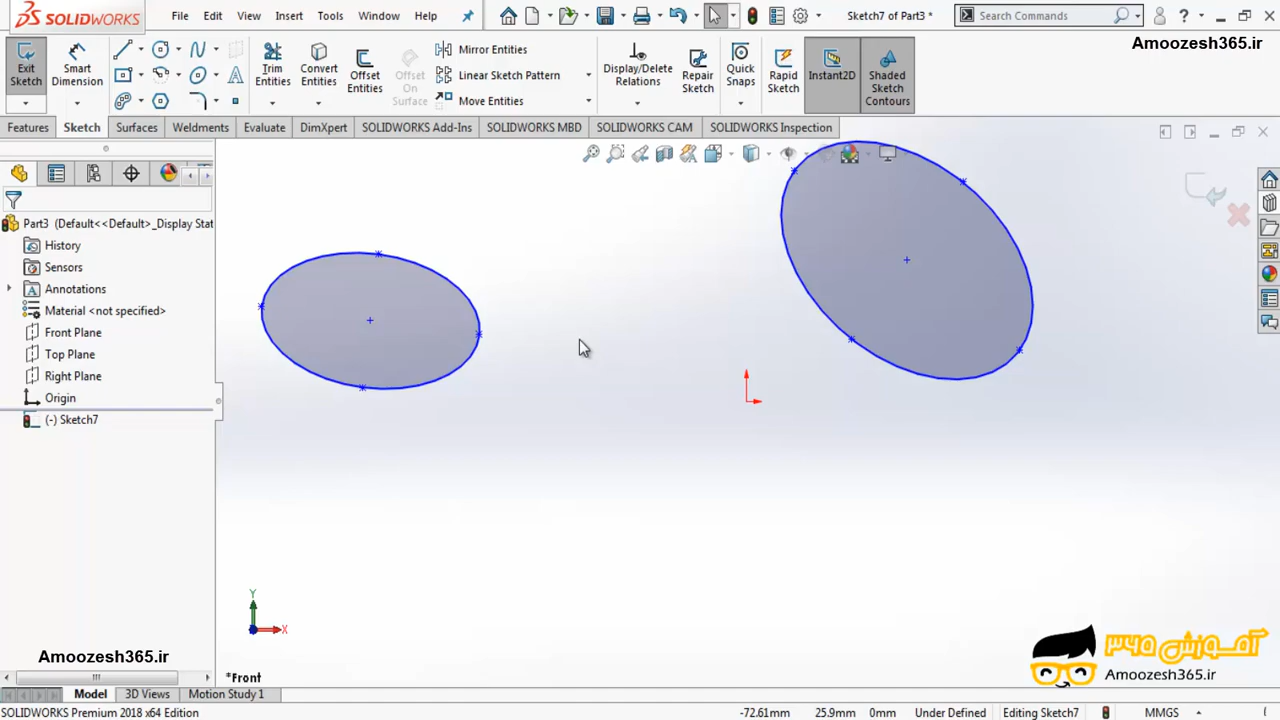 SOLIDWORKS File Edit View Insert Tools Window Help Sketch7 of Part3 * Search Commands
Amoozesh365.ir
Exit Sketch
Smart Dimension
Trim Entities
Convert Entities
Offset Entities
Offset On Surface
Mirror Entities
Linear Sketch Pattern
Move Entities
Display/Delete Relations
Repair Sketch
Quick Snaps
Rapid Sketch
Instant2D
Shaded Sketch Contours
Features Sketch Surfaces Weldments Evaluate DimXpert SOLIDWORKS Add-Ins SOLIDWORKS MBD SOLIDWORKS CAM SOLIDWORKS Inspection
Part3 (Default<<Default>_Display Stat
History
Sensors
Annotations
Material <not specified>
Front Plane
Top Plane
Right Plane
Origin
(-) Sketch7
Y
X
Amoozesh365.ir
*Front
آموزش ۳۶۵
Amoozesh365.ir
Model 3D Views Motion Study 1
SOLIDWORKS Premium 2018 x64 Edition -72.61mm 25.9mm 0mm Under Defined Editing Sketch7 MMGS